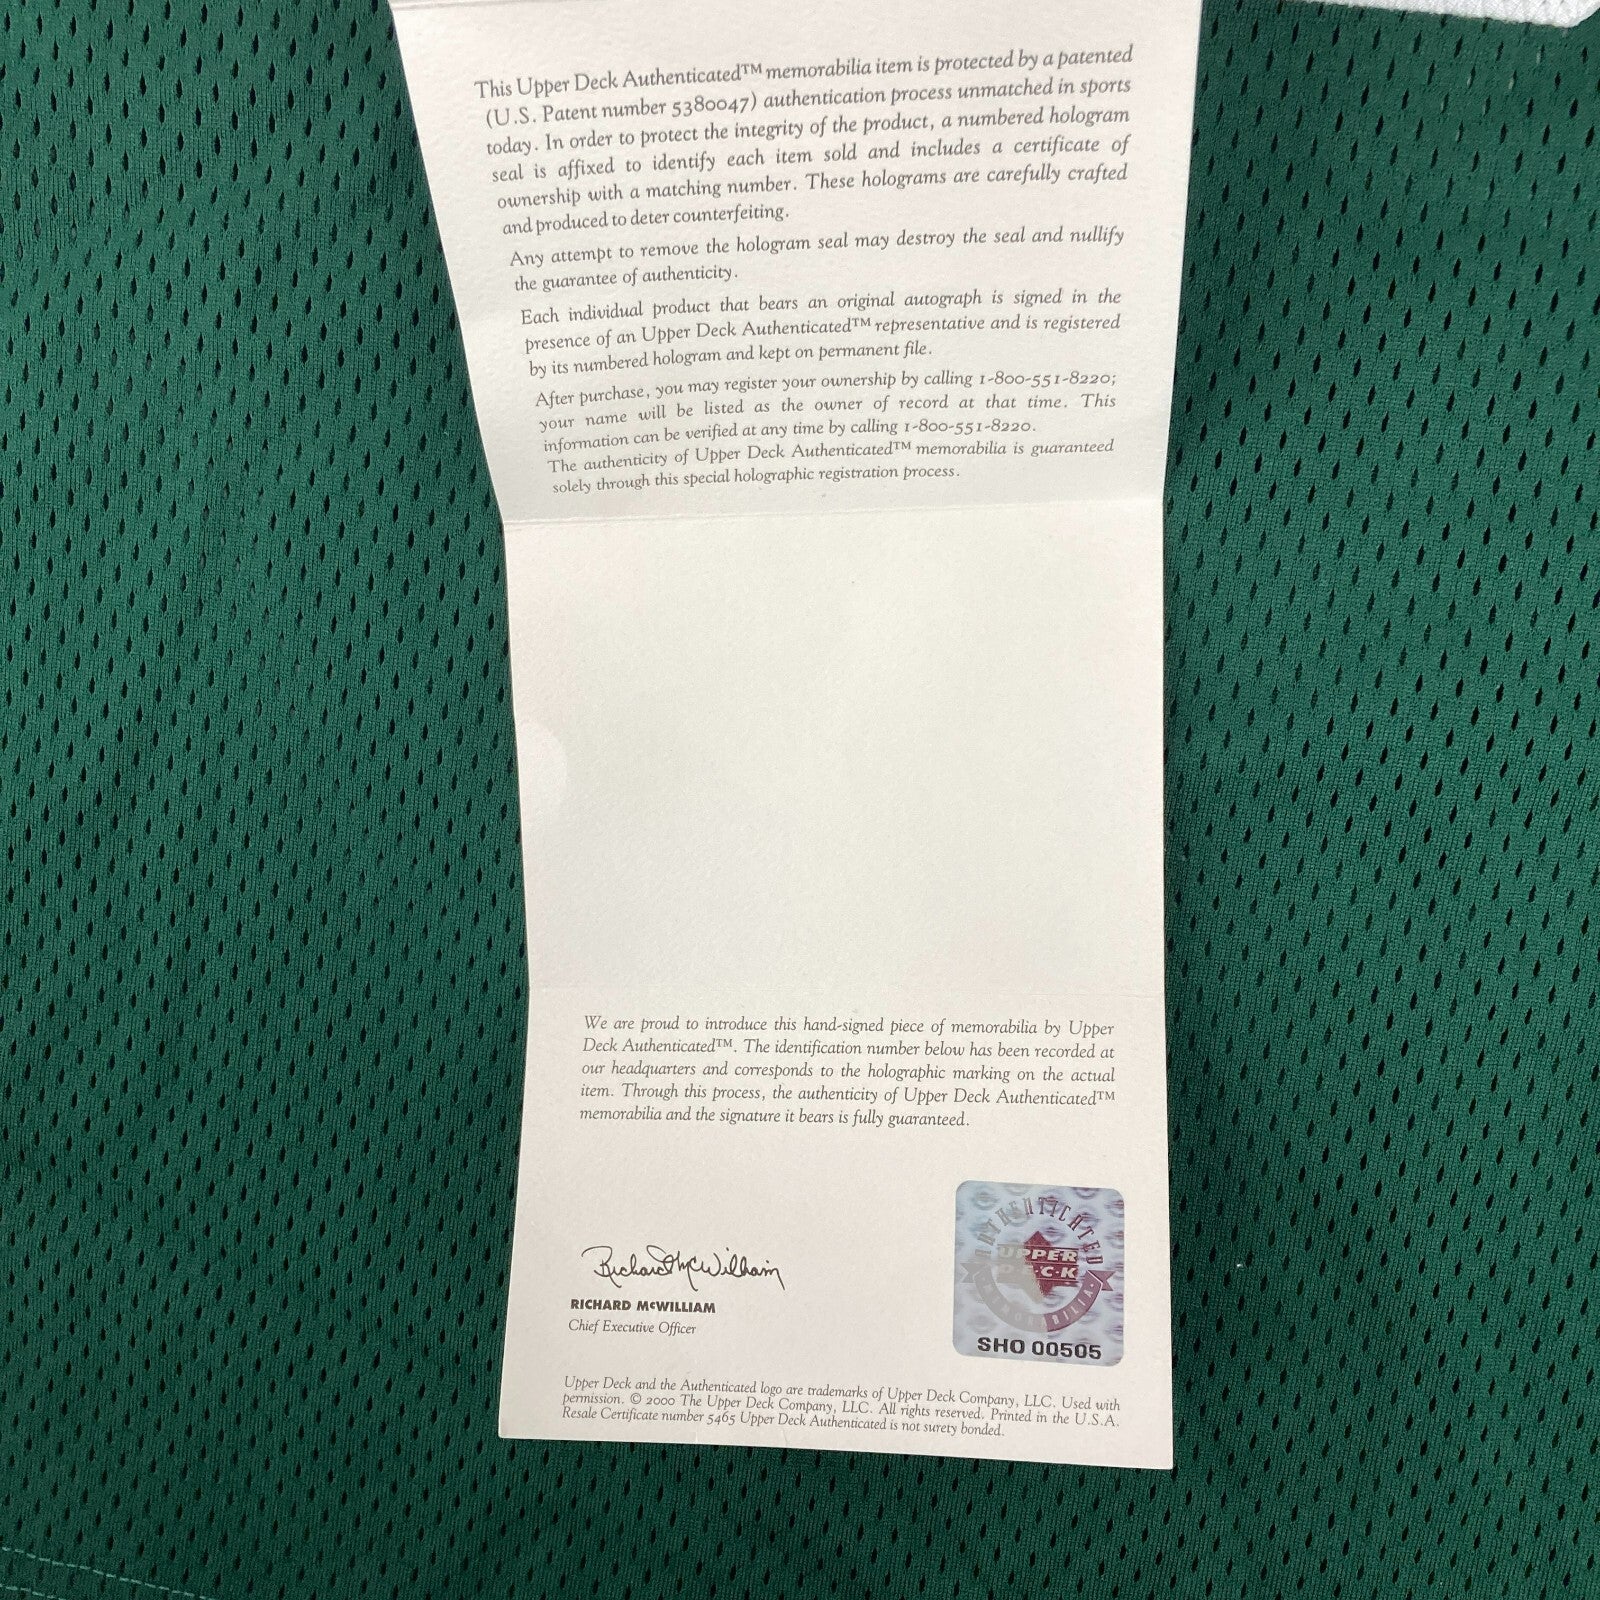 This Upper Deck Authenticated™ memorabilia item is protected by a patented
(U.S. Patent number 5380047) authentication process unmatched in sports
today. In order to protect the integrity of the product, a numbered hologram
seal is affixed to identify each item sold and includes a certificate of
ownership with a matching number. These holograms are carefully crafted
and produced to deter counterfeiting.
Any attempt to remove the hologram seal may destroy the seal and nullify
the guarantee of authenticity.
Each individual product that bears an original autograph is signed in the
presence of an Upper Deck Authenticated™ representative and is registered
by its numbered hologram and kept on permanent file.
After purchase, you may register your ownership by calling 1-800-551-8220;
your name will be listed as the owner of record at that time. This
information can be verified at any time by calling 1-800-551-8220.
The authenticity of Upper Deck Authenticated™ memorabilia is guaranteed
solely through this special holographic registration process.
We are proud to introduce this hand-signed piece of memorabilia by Upper
Deck Authenticated™. The identification number below has been recorded at
our headquarters and corresponds to the holographic marking on the actual
item. Through this process, the authenticity of Upper Deck Authenticated™
memorabilia and the signature it bears is fully guaranteed.
Richard McWilliam
RICHARD McWILLIAM
Chief Executive Officer
AUTHENTICATED
UPPER
DECK
MEMORABILIA
SHO 00505
Upper Deck and the Authenticated logo are trademarks of Upper Deck Company, LLC. Used with
permission. © 2000 The Upper Deck Company, LLC. All rights reserved. Printed in the U.S.A.
Resale Certificate number 5465 Upper Deck Authenticated is not surety bonded.